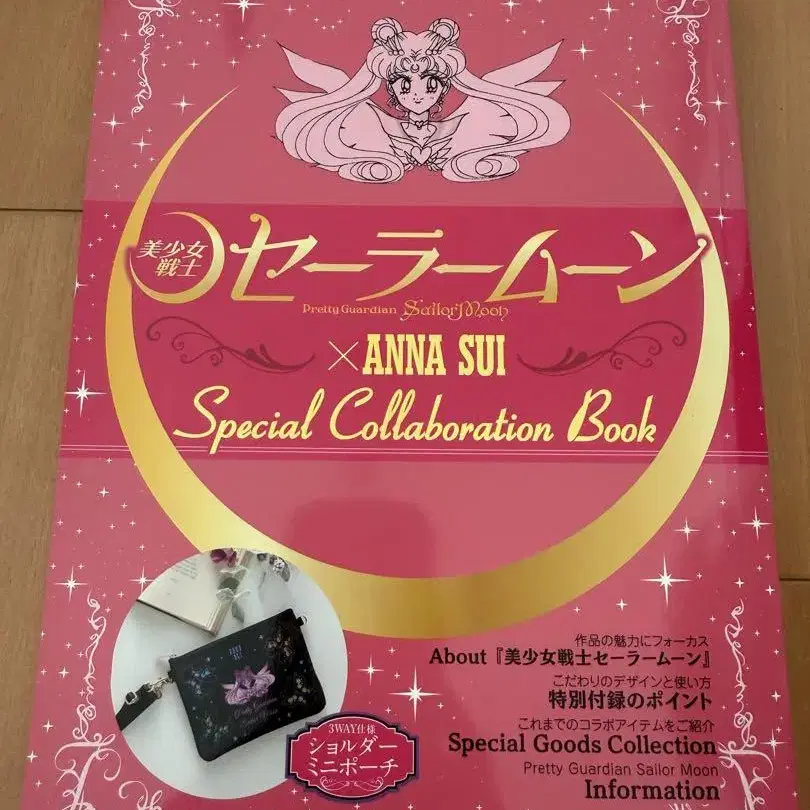 美少女
戦士
セーラームーン
Pretty Guardian Sailor Moon
× ANNA SUI
Special Collaboration Book
作品の魅力にフォーカス
About『美少女戦士セーラームーン』
こだわりのデザインと使い方
特別付録のポイント
これまでのコラボアイテムをご紹介
Special Goods Collection
Pretty Guardian Sailor Moon
Information
3WAY仕様
ショルダー
ミニポーチ